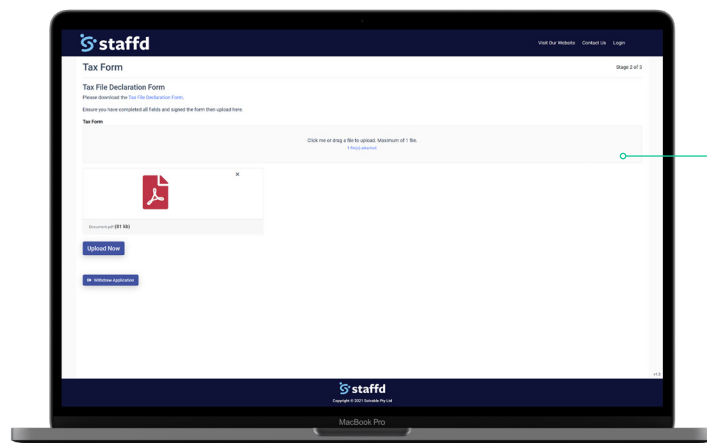 staffd
Visit Our Website Contact Us Login
Tax Form
Stage 2 of 3
Tax File Declaration Form
Please download the Tax File Declaration Form.
Ensure you have completed all fields and signed the form then upload here.
Tax Form
Click me or drag a file to upload. Maximum of 1 file.
1 file(s) selected
Document.pdf (81 kb)
Upload Now
Withdraw Application
staffd
Copyright © 2021 Pty Ltd
MacBook Pro